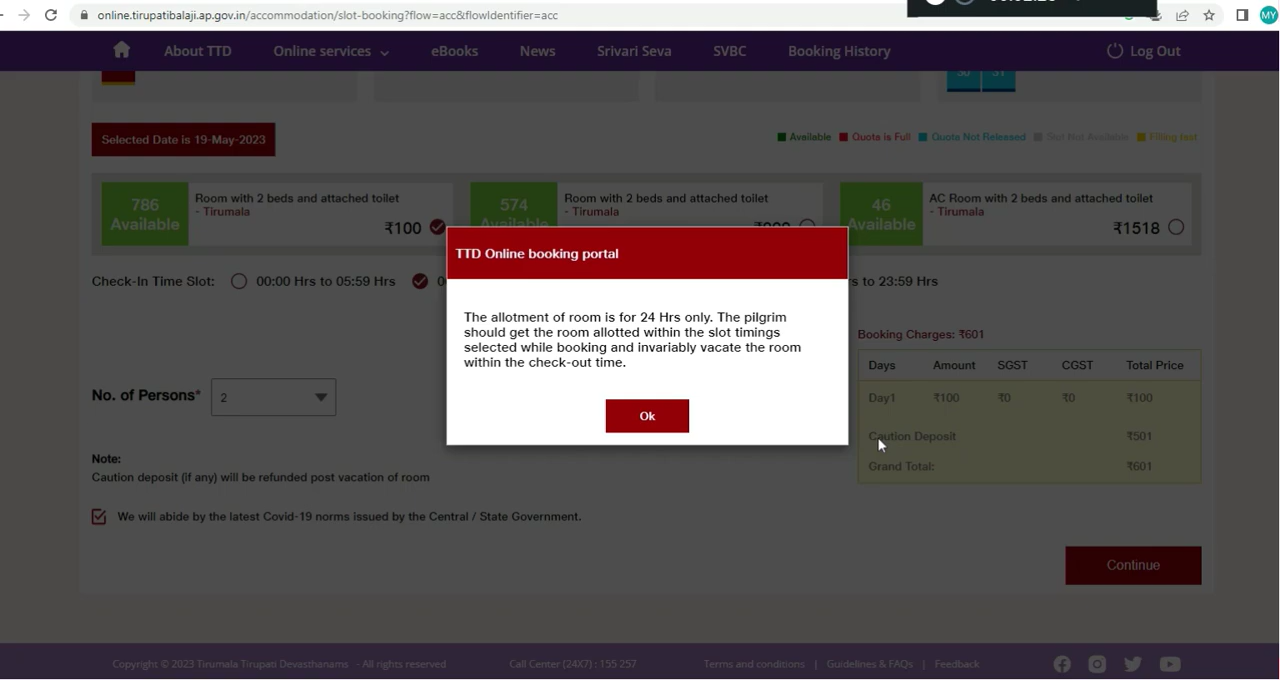 online.tirupatibalaji.ap.gov.in/accommodation/slot-booking?flow=acc&flowIdentifier=acc
MY
About TTD Online services eBooks News Srivari Seva SVBC Booking History Log Out
30 31
Selected Date is 19-May-2023
Available Quota is Full Quota Not Released Slot Not Available Filling fast
786 Available
Room with 2 beds and attached toilet
- Tirumala
₹100
574 Available
Room with 2 beds and attached toilet
- Tirumala
46 Available
AC Room with 2 beds and attached toilet
- Tirumala
₹1518
Check-In Time Slot: 00:00 Hrs to 05:59 Hrs
s to 23:59 Hrs
TTD Online booking portal
The allotment of room is for 24 Hrs only. The pilgrim
should get the room allotted within the slot timings
selected while booking and invariably vacate the room
within the check-out time.
Ok
No. of Persons* 2
Booking Charges: ₹601
Days Amount SGST CGST Total Price
Day1 ₹100 ₹0 ₹0 ₹100
Caution Deposit ₹501
Grand Total: ₹601
Note:
Caution deposit (if any) will be refunded post vacation of room
We will abide by the latest Covid-19 norms issued by the Central / State Government.
Continue
Copyright © 2023 Tirumala Tirupati Devasthanams - All rights reserved Call Center (24X7) : 155 257 Terms and conditions | Guidelines & FAQs | Feedback